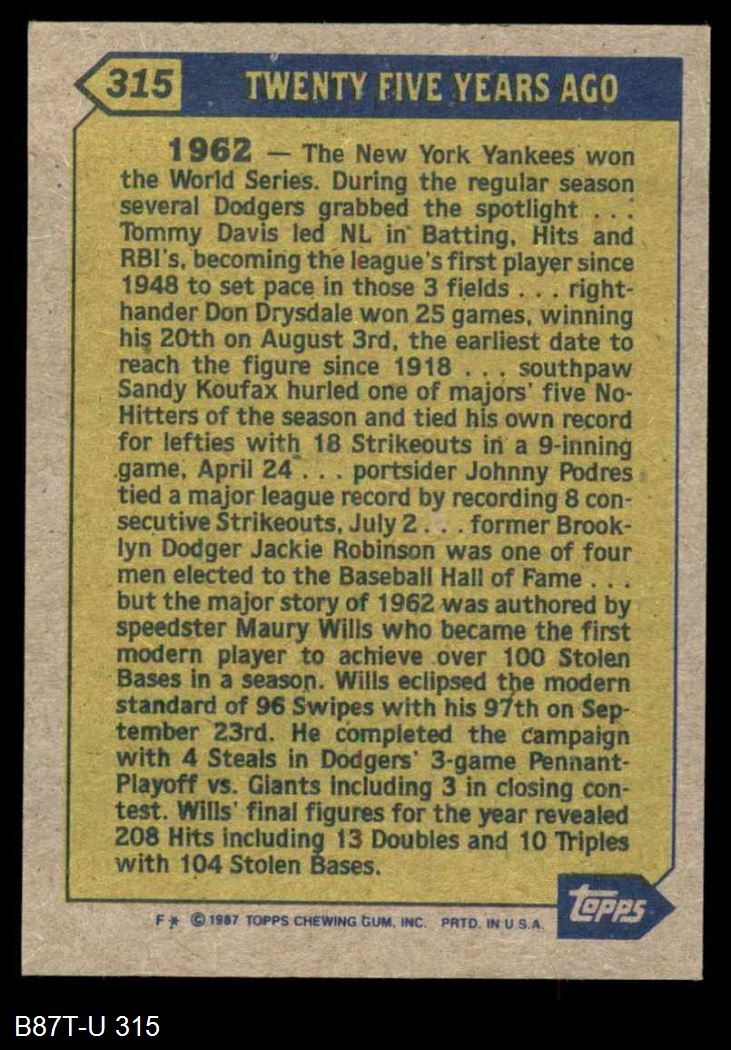 315 TWENTY FIVE YEARS AGO
1962 — The New York Yankees won
the World Series. During the regular season
several Dodgers grabbed the spotlight . . .
Tommy Davis led NL in Batting, Hits and
RBI's, becoming the league's first player since
1948 to set pace in those 3 fields . . . right-
hander Don Drysdale won 25 games, winning
his 20th on August 3rd, the earliest date to
reach the figure since 1918 . . . southpaw
Sandy Koufax hurled one of majors' five No-
Hitters of the season and tied his own record
for lefties with 18 Strikeouts in a 9-inning
game, April 24 . . . portsider Johnny Podres
tied a major league record by recording 8 con-
secutive Strikeouts, July 2 . . . former Brook-
lyn Dodger Jackie Robinson was one of four
men elected to the Baseball Hall of Fame . . .
but the major story of 1962 was authored by
speedster Maury Wills who became the first
modern player to achieve over 100 Stolen
Bases in a season. Wills eclipsed the modern
standard of 96 Swipes with his 97th on Sep-
tember 23rd. He completed the campaign
with 4 Steals in Dodgers' 3-game Pennant-
Playoff vs. Giants including 3 in closing con-
test. Wills' final figures for the year revealed
208 Hits including 13 Doubles and 10 Triples
with 104 Stolen Bases.
topps
F* © 1987 TOPPS CHEWING GUM, INC. PRTD. IN U.S.A.
B87T-U 315